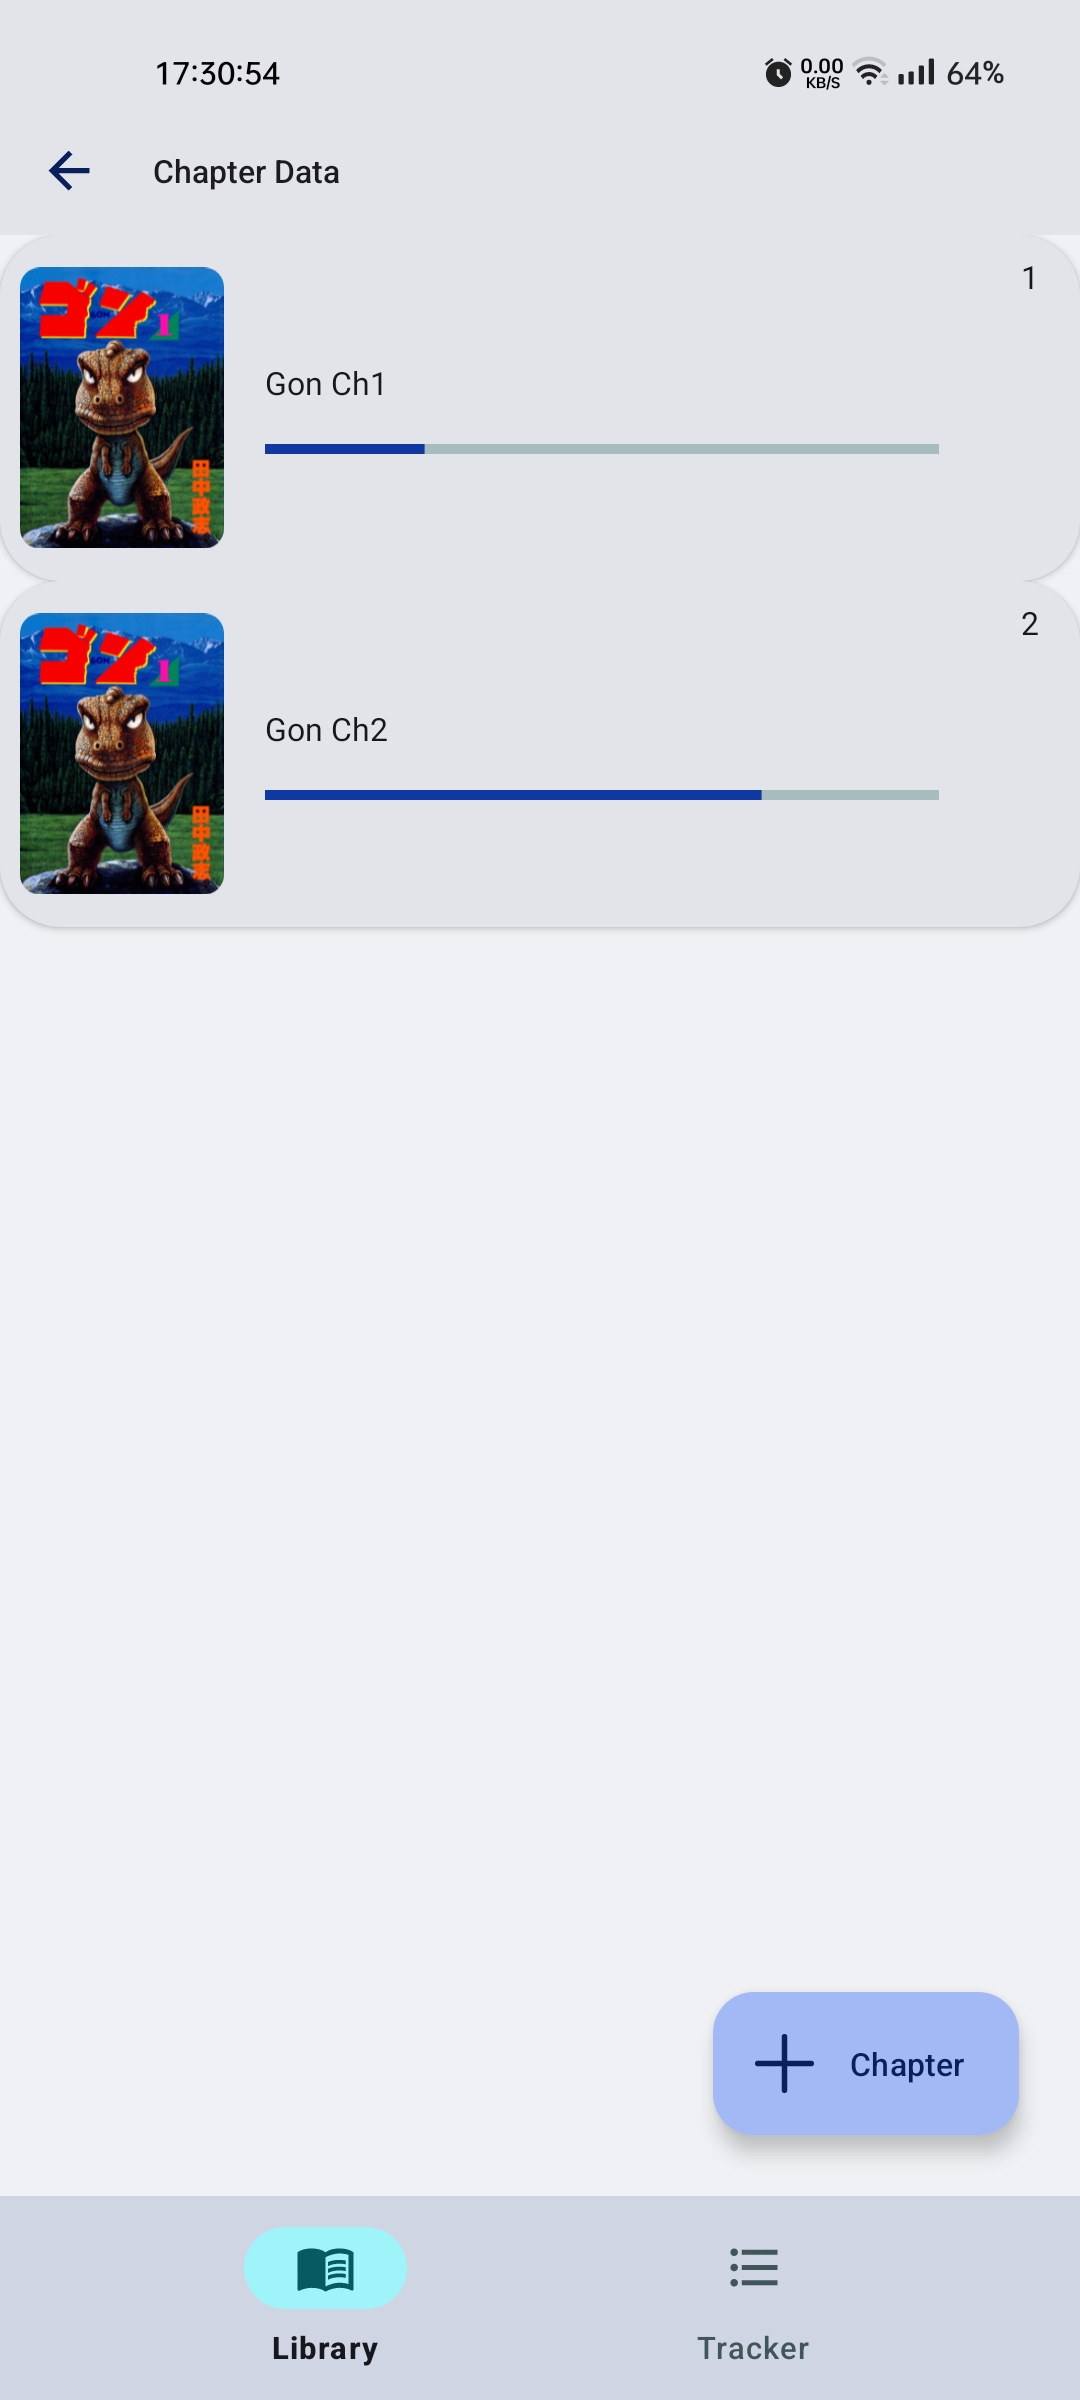 17:30:54
0.00
KB/S
64%
Chapter Data
1
ゴン 1
GON
田中政志
Gon Ch1
2
ゴン 1
GON
田中政志
Gon Ch2
Chapter
Library
Tracker